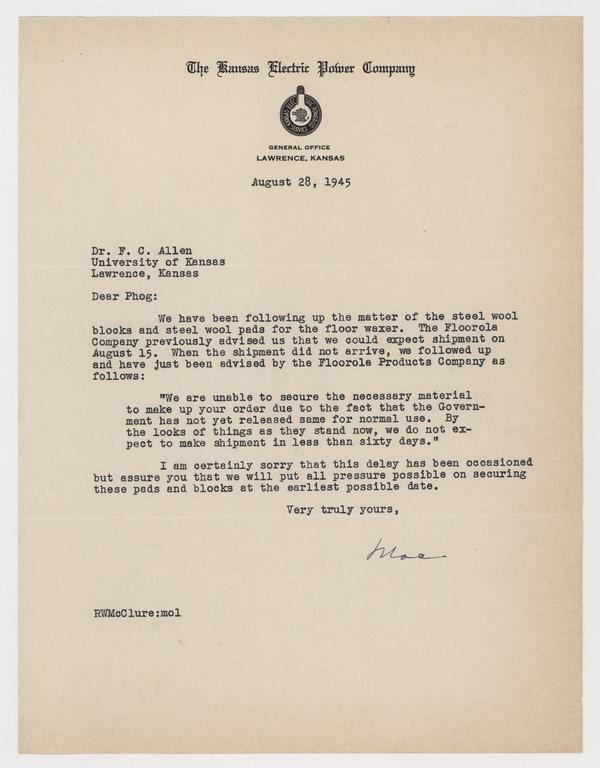 The Kansas Electric Power Company
GENERAL OFFICE
LAWRENCE, KANSAS
August 28, 1945
Dr. F. C. Allen
University of Kansas
Lawrence, Kansas
Dear Phog:
We have been following up the matter of the steel wool
blocks and steel wool pads for the floor waxer. The Floorola
Company previously advised us that we could expect shipment on
August 15. When the shipment did not arrive, we followed up
and have just been advised by the Floorola Products Company as
follows:
"We are unable to secure the necessary material
to make up your order due to the fact that the Govern-
ment has not yet released same for normal use. By
the looks of things as they stand now, we do not ex-
pect to make shipment in less than sixty days."
I am certainly sorry that this delay has been occasioned
but assure you that we will put all pressure possible on securing
these pads and blocks at the earliest possible date.
Very truly yours,
RWMcClure:mol